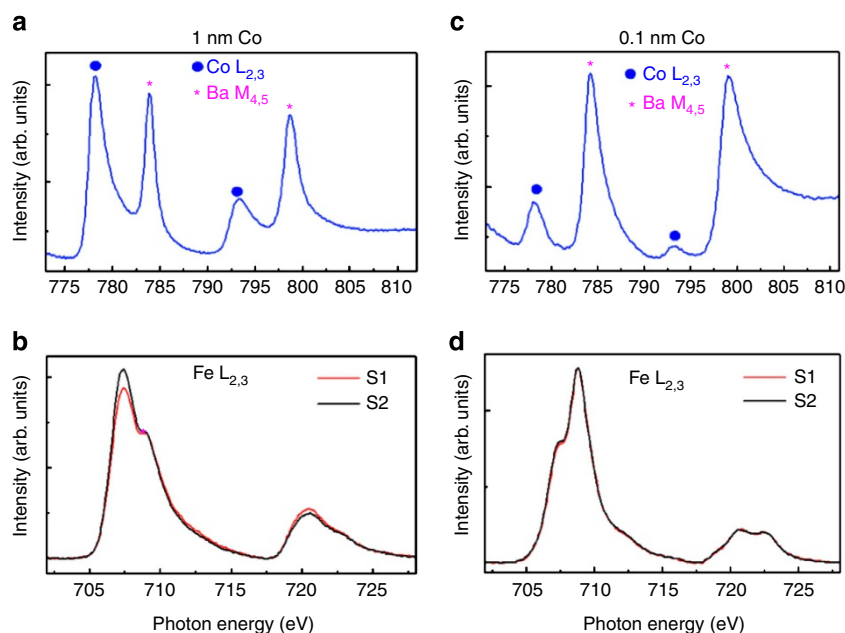 a
1 nm Co
Co L2,3
* Ba M4,5
* *
Intensity (arb. units)
775 780 785 790 795 800 805 810
c
0.1 nm Co
Co L2,3
* Ba M4,5
* *
Intensity (arb. units)
775 780 785 790 795 800 805 810
b
Fe L2,3
S1
S2
Intensity (arb. units)
705 710 715 720 725
Photon energy (eV)
d
Fe L2,3
S1
S2
Intensity (arb. units)
705 710 715 720 725
Photon energy (eV)